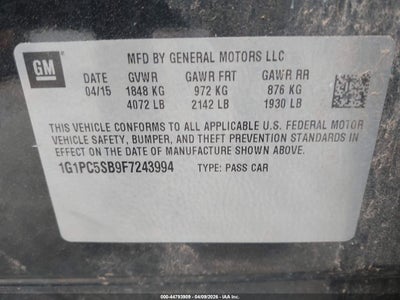 MFD BY GENERAL MOTORS LLC
GM
DATE GVWR GAWR FRT GAWR RR
04/15 1848 KG 972 KG 876 KG
4072 LB 2142 LB 1930 LB
THIS VEHICLE CONFORMS TO ALL APPLICABLE U.S. FEDERAL MOTOR
VEHICLE SAFETY, BUMPER, AND THEFT PREVENTION STANDARDS IN
EFFECT ON THE DATE OF MANUFACTURE SHOWN ABOVE.
1G1PC5SB9F7243994 TYPE: PASS CAR
000-44793909 - 04/09/2026 - IAA Inc.